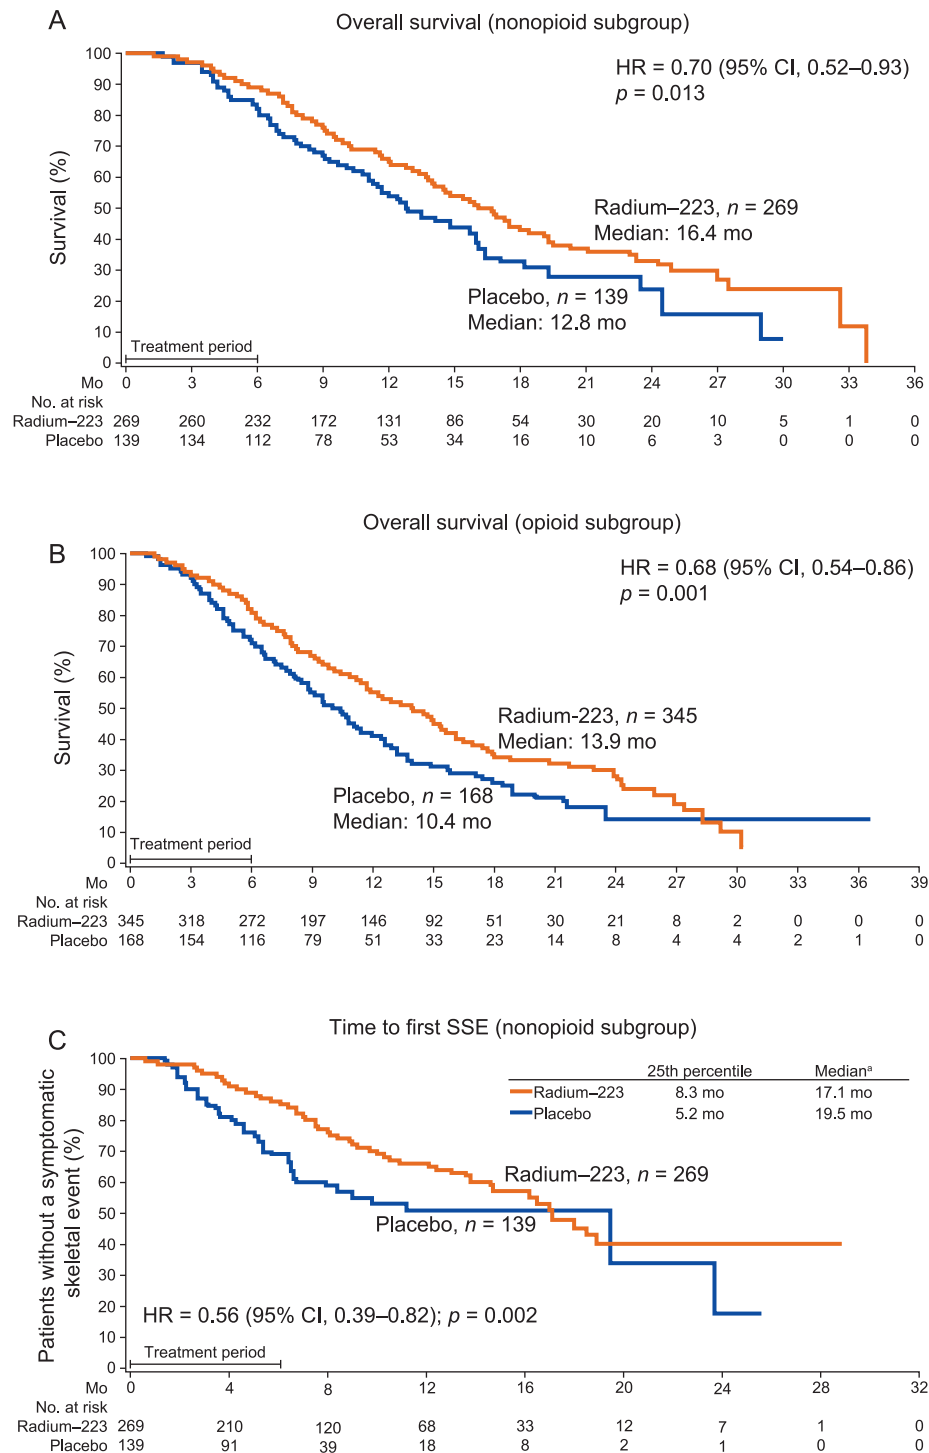 A
Overall survival (nonopioid subgroup)
HR = 0.70 (95% CI, 0.52–0.93)
p = 0.013
Survival (%)
100
90
80
70
60
50
40
30
20
10
0
Radium–223, n = 269
Median: 16.4 mo
Placebo, n = 139
Median: 12.8 mo
Treatment period
Mo 0 3 6 9 12 15 18 21 24 27 30 33 36
No. at risk
Radium–223 269 260 232 172 131 86 54 30 20 10 5 1 0
Placebo 139 134 112 78 53 34 16 10 6 3 0 0 0
Overall survival (opioid subgroup)
B
HR = 0.68 (95% CI, 0.54–0.86)
p = 0.001
Survival (%)
100
90
80
70
60
50
40
30
20
10
0
Radium-223, n = 345
Median: 13.9 mo
Placebo, n = 168
Median: 10.4 mo
Treatment period
Mo 0 3 6 9 12 15 18 21 24 27 30 33 36 39
No. at risk
Radium–223 345 318 272 197 146 92 51 30 21 8 2 0 0 0
Placebo 168 154 116 79 51 33 23 14 8 4 4 2 1 0
C
Time to first SSE (nonopioid subgroup)
Patients without a symptomatic
skeletal event (%)
100
90
80
70
60
50
40
30
20
10
0
25th percentile Medianᵃ
Radium–223 8.3 mo 17.1 mo
Placebo 5.2 mo 19.5 mo
Radium–223, n = 269
Placebo, n = 139
HR = 0.56 (95% CI, 0.39–0.82); p = 0.002
Treatment period
Mo 0 4 8 12 16 20 24 28 32
No. at risk
Radium–223 269 210 120 68 33 12 7 1 0
Placebo 139 91 39 18 8 2 1 0 0